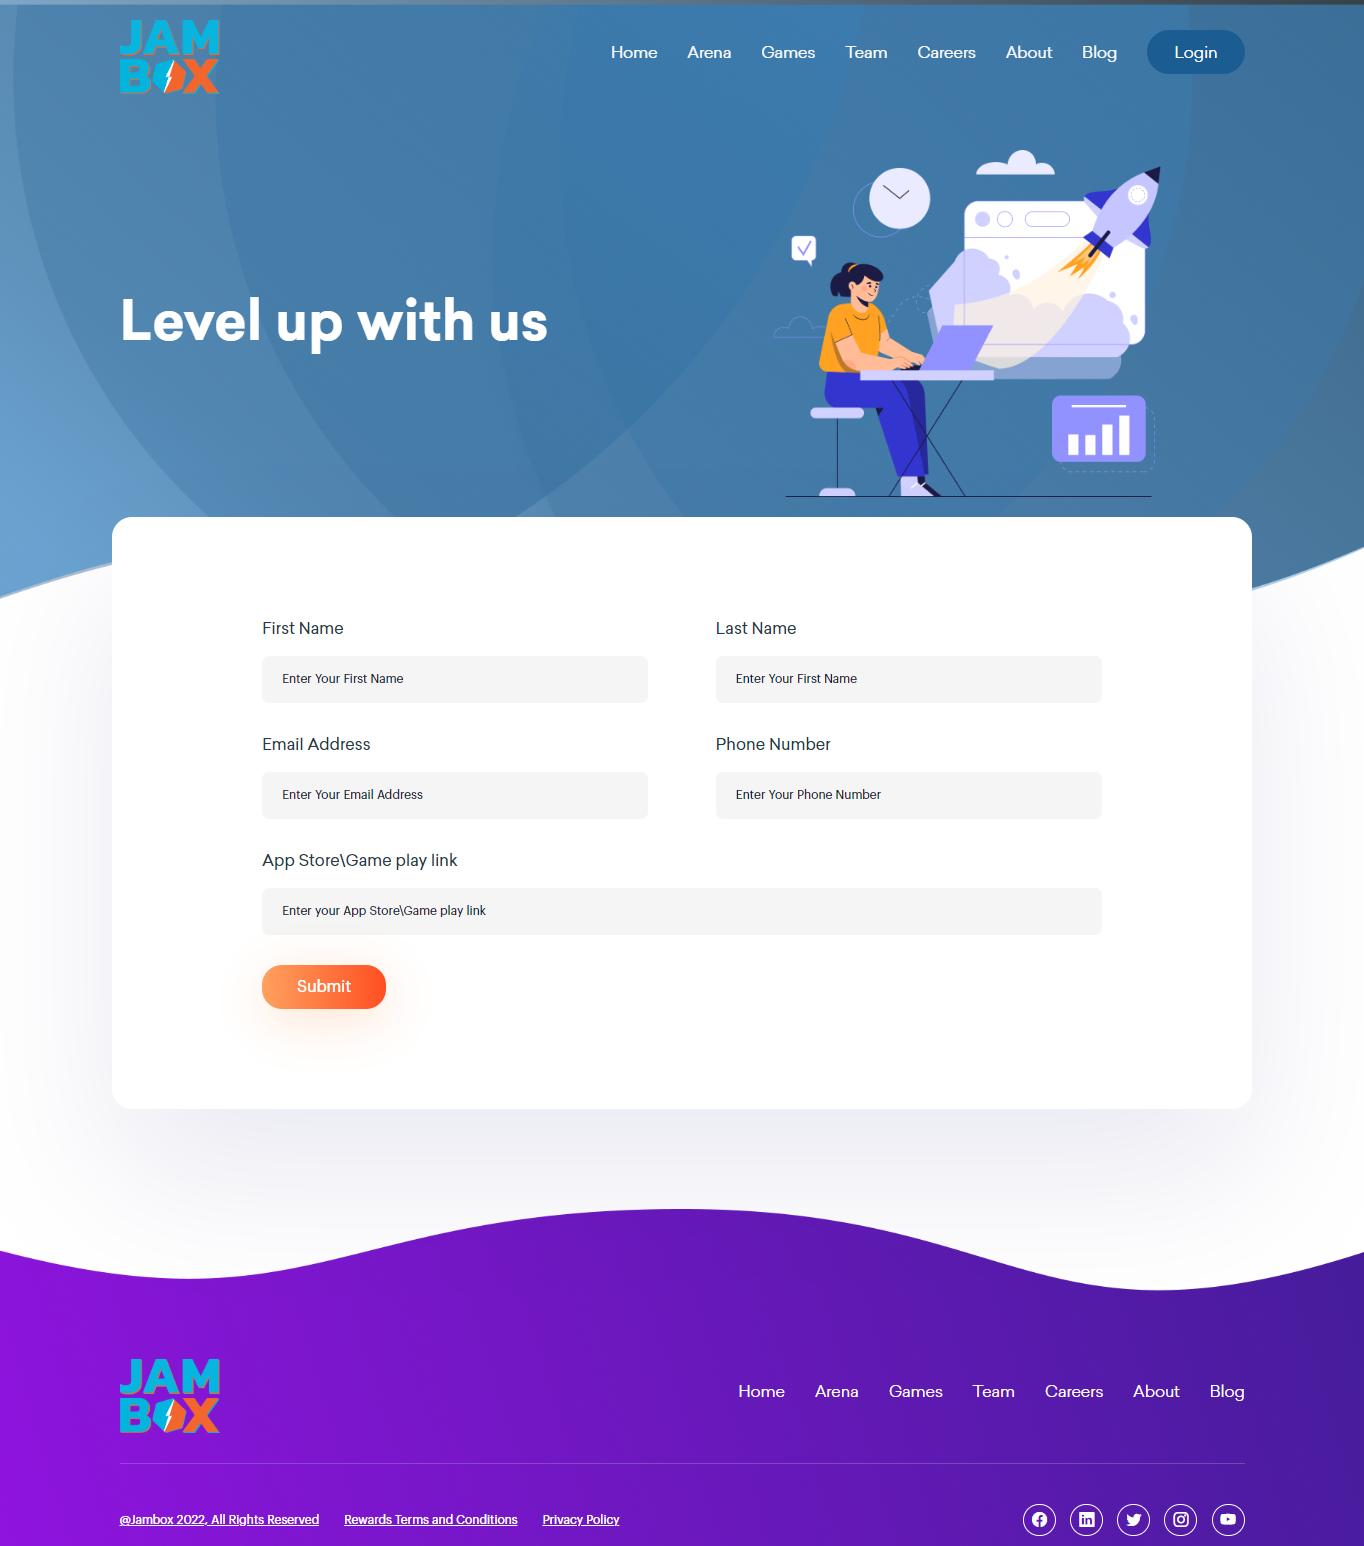 JAM
BOX
Home Arena Games Team Careers About Blog Login
Level up with us
First Name Last Name
Enter Your First Name Enter Your First Name
Email Address Phone Number
Enter Your Email Address Enter Your Phone Number
App Store\Game play link
Enter your App Store\Game play link
Submit
JAM
BOX
Home Arena Games Team Careers About Blog
@Jambox 2022, All Rights Reserved Rewards Terms and Conditions Privacy Policy